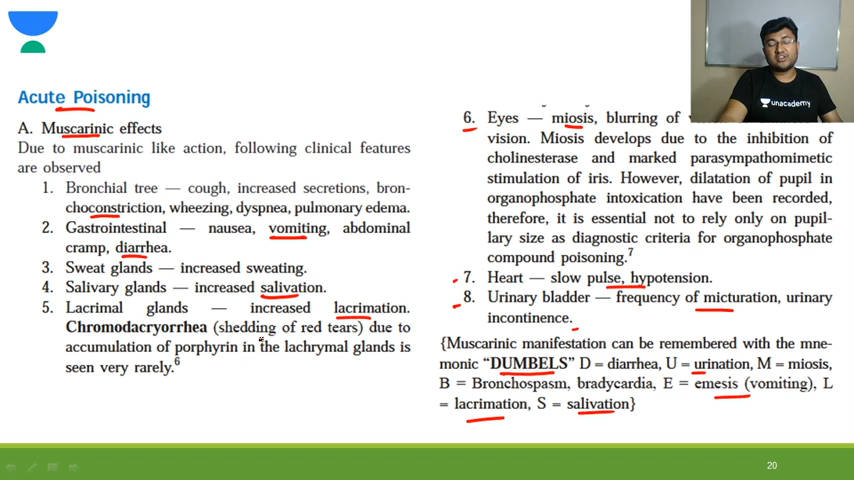 Acute Poisoning
A. Muscarinic effects
Due to muscarinic like action, following clinical features
are observed
1. Bronchial tree — cough, increased secretions, bron-
choconstriction, wheezing, dyspnea, pulmonary edema.
2. Gastrointestinal — nausea, vomiting, abdominal
cramp, diarrhea.
3. Sweat glands — increased sweating.
4. Salivary glands — increased salivation.
5. Lacrimal glands — increased lacrimation.
Chromodacryorrhea (shedding of red tears) due to
accumulation of porphyrin in the lachrymal glands is
seen very rarely.6
6. Eyes — miosis, blurring of
vision. Miosis develops due to the inhibition of
cholinesterase and marked parasympathomimetic
stimulation of iris. However, dilatation of pupil in
organophosphate intoxication have been recorded,
therefore, it is essential not to rely only on pupil-
lary size as diagnostic criteria for organophosphate
compound poisoning.7
7. Heart — slow pulse, hypotension.
8. Urinary bladder — frequency of micturation, urinary
incontinence.
{Muscarinic manifestation can be remembered with the mne-
monic “DUMBELS” D = diarrhea, U = urination, M = miosis,
B = Bronchospasm, bradycardia, E = emesis (vomiting), L
= lacrimation, S = salivation}
unacademy
20